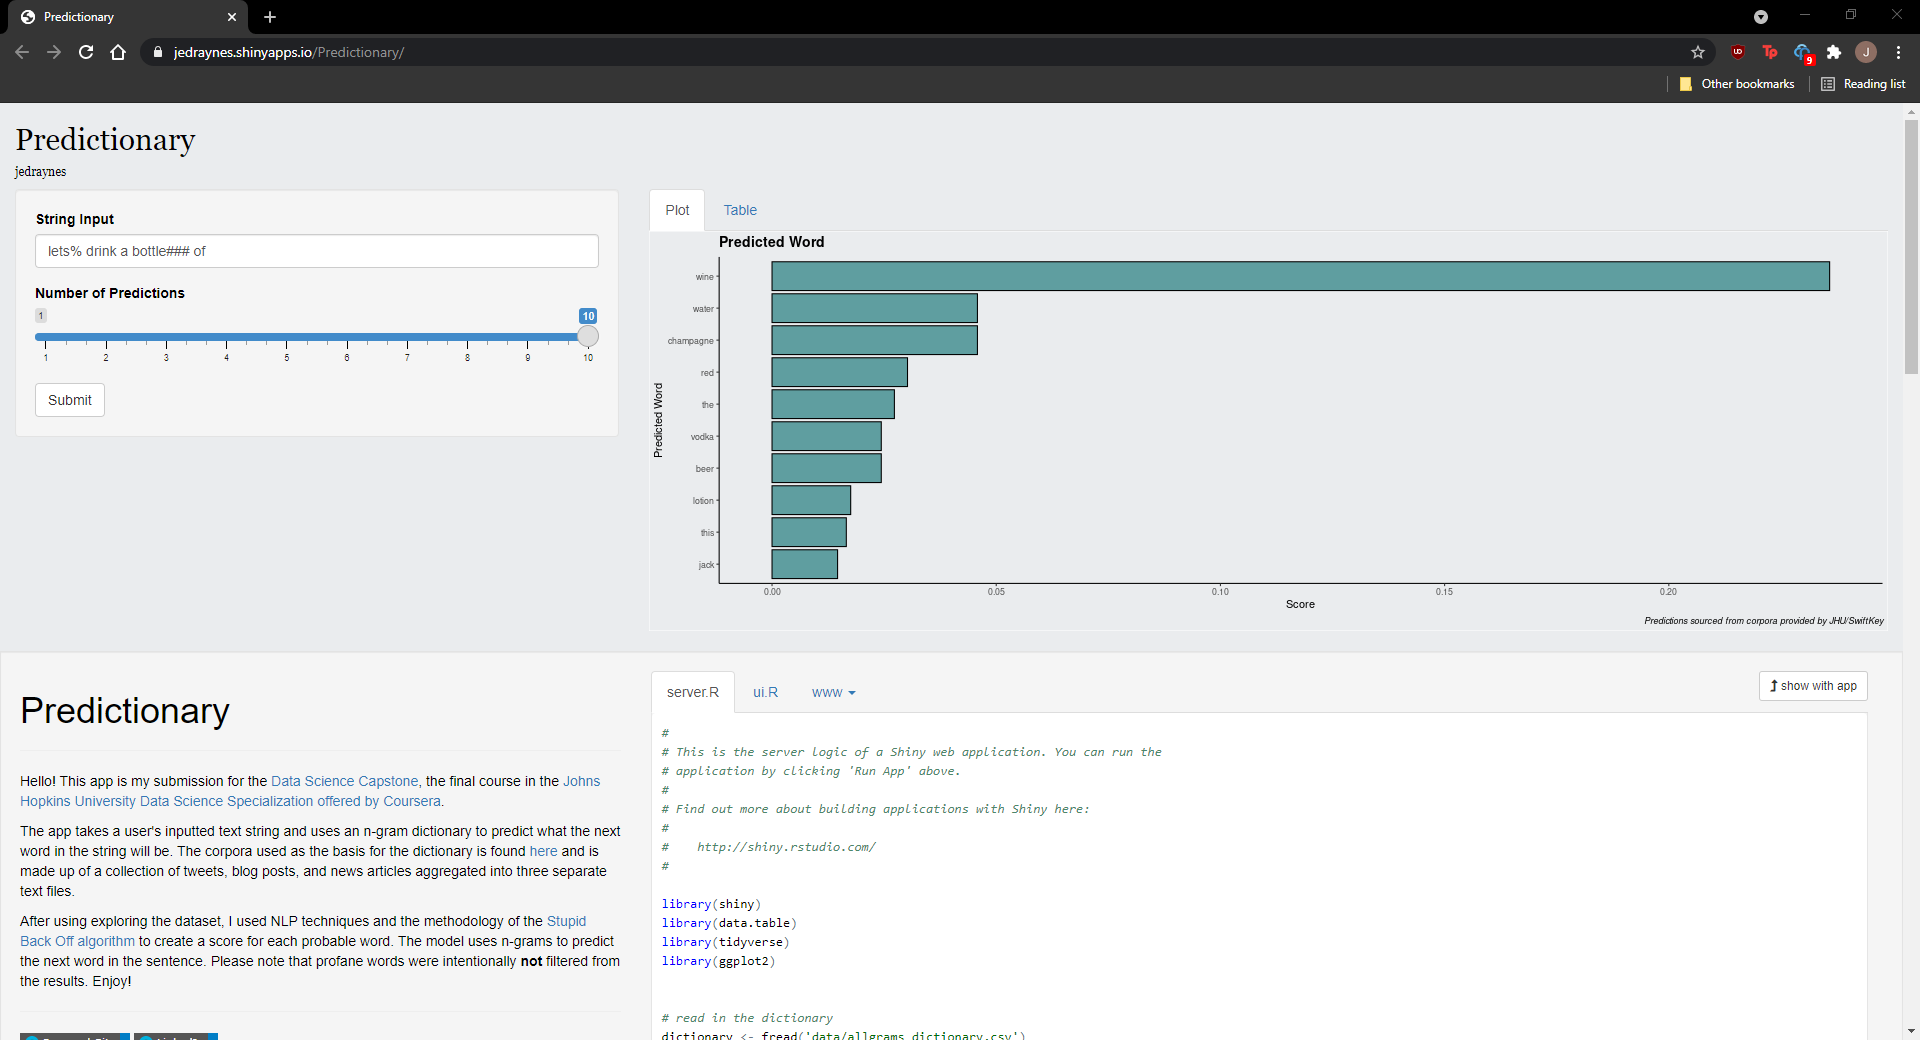 Predictionary
jedraynes.shinyapps.io/Predictionary/
UD
Tp
9
J
Other bookmarks
Reading list
Predictionary
jedraynes
String Input
lets% drink a bottle### of
Number of Predictions
1
10
1 2 3 4 5 6 7 8 9 10
Submit
Plot
Table
Predicted Word
wine
water
champagne
red
the
vodka
beer
lotion
this
jack
Predicted Word
0.00 0.05 0.10 0.15 0.20
Score
Predictions sourced from corpora provided by JHU/SwiftKey
Predictionary
Hello! This app is my submission for the Data Science Capstone, the final course in the Johns
Hopkins University Data Science Specialization offered by Coursera.
The app takes a user's inputted text string and uses an n-gram dictionary to predict what the next
word in the string will be. The corpora used as the basis for the dictionary is found here and is
made up of a collection of tweets, blog posts, and news articles aggregated into three separate
text files.
After using exploring the dataset, I used NLP techniques and the methodology of the Stupid
Back Off algorithm to create a score for each probable word. The model uses n-grams to predict
the next word in the sentence. Please note that profane words were intentionally not filtered from
the results. Enjoy!
server.R
ui.R
www
show with app
#
# This is the server logic of a Shiny web application. You can run the
# application by clicking 'Run App' above.
#
# Find out more about building applications with Shiny here:
#
#    http://shiny.rstudio.com/
#
library(shiny)
library(data.table)
library(tidyverse)
library(ggplot2)
# read in the dictionary
dictionary <- fread('data/allgrams_dictionary.csv')